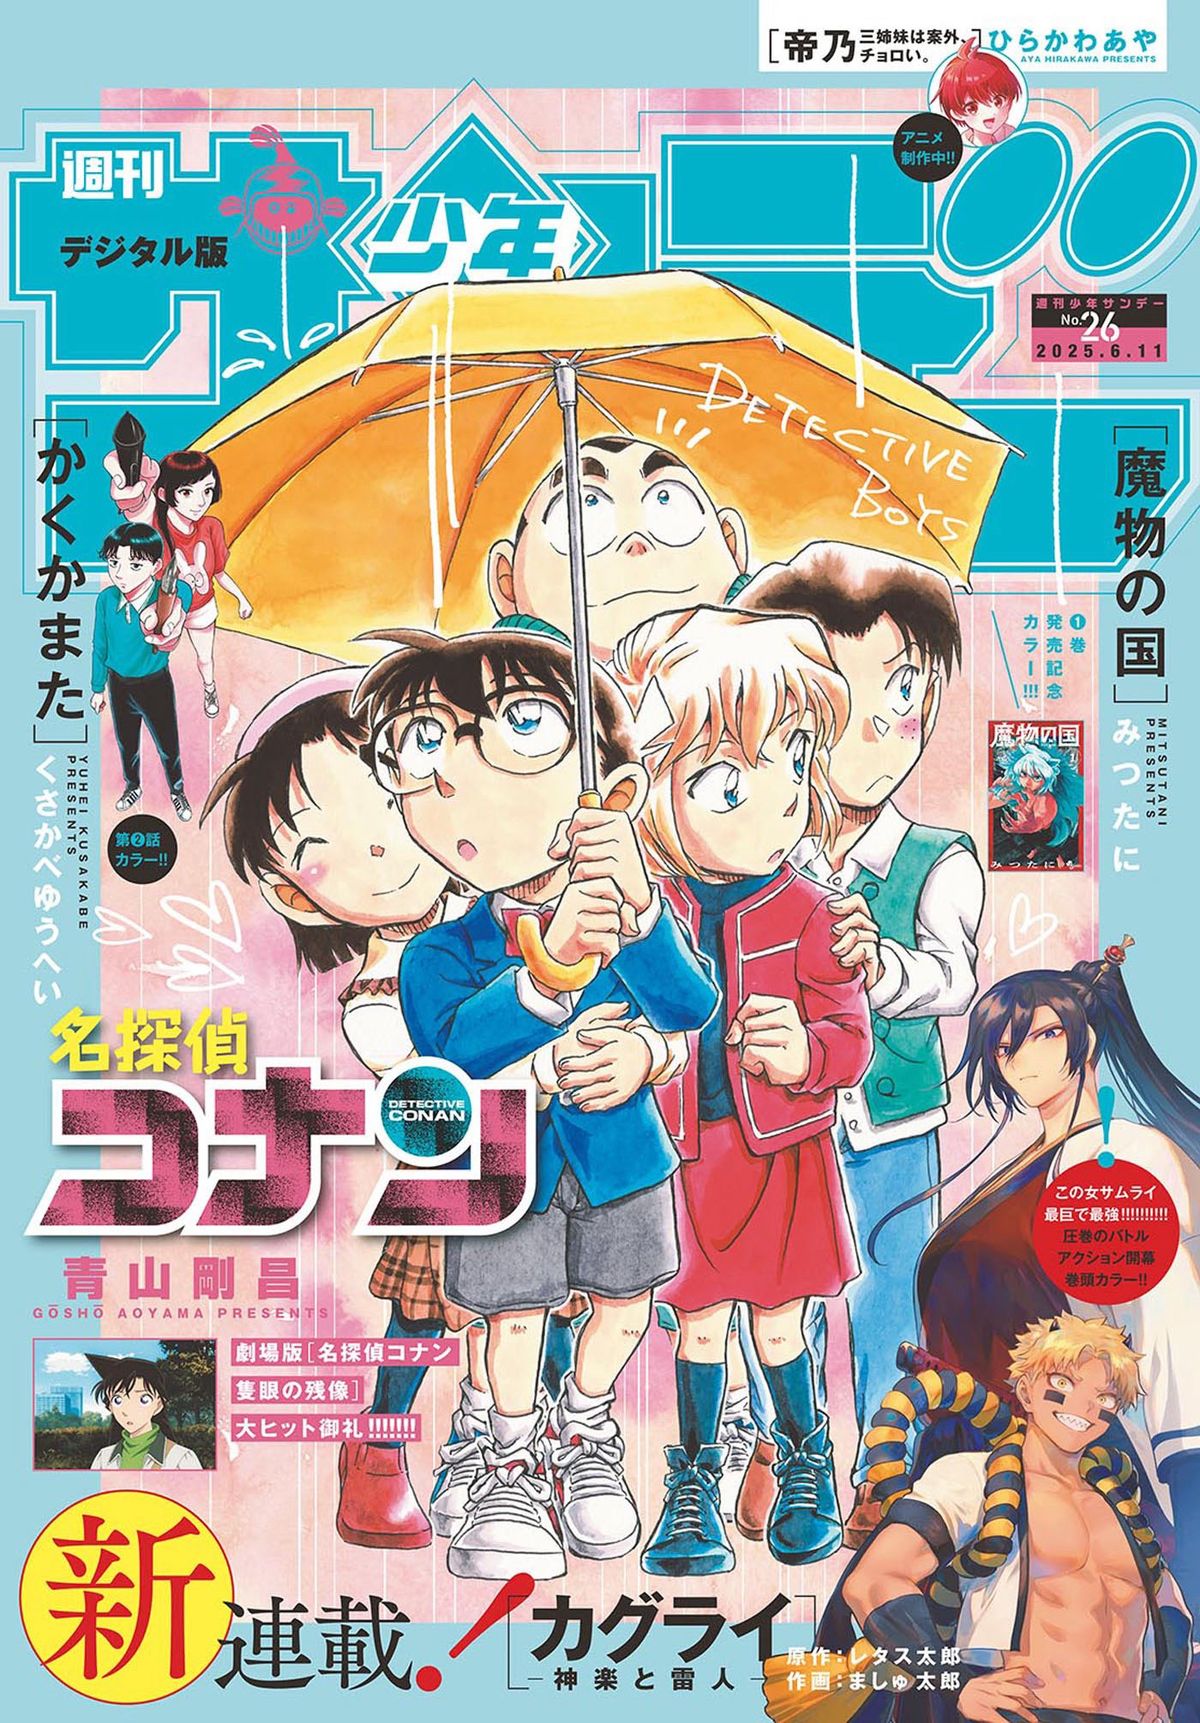 [帝乃三姉妹は案外、チョロい。]
ひらかわあや
AYA HIRAKAWA PRESENTS
アニメ
制作中!!
週刊
少年
サンデー
デジタル版
週刊少年サンデー
No.26
2025.6.11
DETECTIVE
BOYS
[かくかまた]
くさかべゆうへい
YUHEI KUSAKABE
PRESENTS
第2話
カラー!!
[魔物の国]
みつたに
MITSUTANI
PRESENTS
1巻
発売記念
カラー!!!
魔物の国
1
みつたに
名探偵
コナン
DETECTIVE
CONAN
青山剛昌
GŌSHŌ AOYAMA PRESENTS
劇場版[名探偵コナン
隻眼の残像]
大ヒット御礼!!!!!!!
この女サムライ
最巨で最強!!!!!!!!!!
圧巻のバトル
アクション開幕
巻頭カラー!!
新連載!
[カグライ]
-神楽と雷人-
原作:レタス太郎
作画:ましゅ太郎